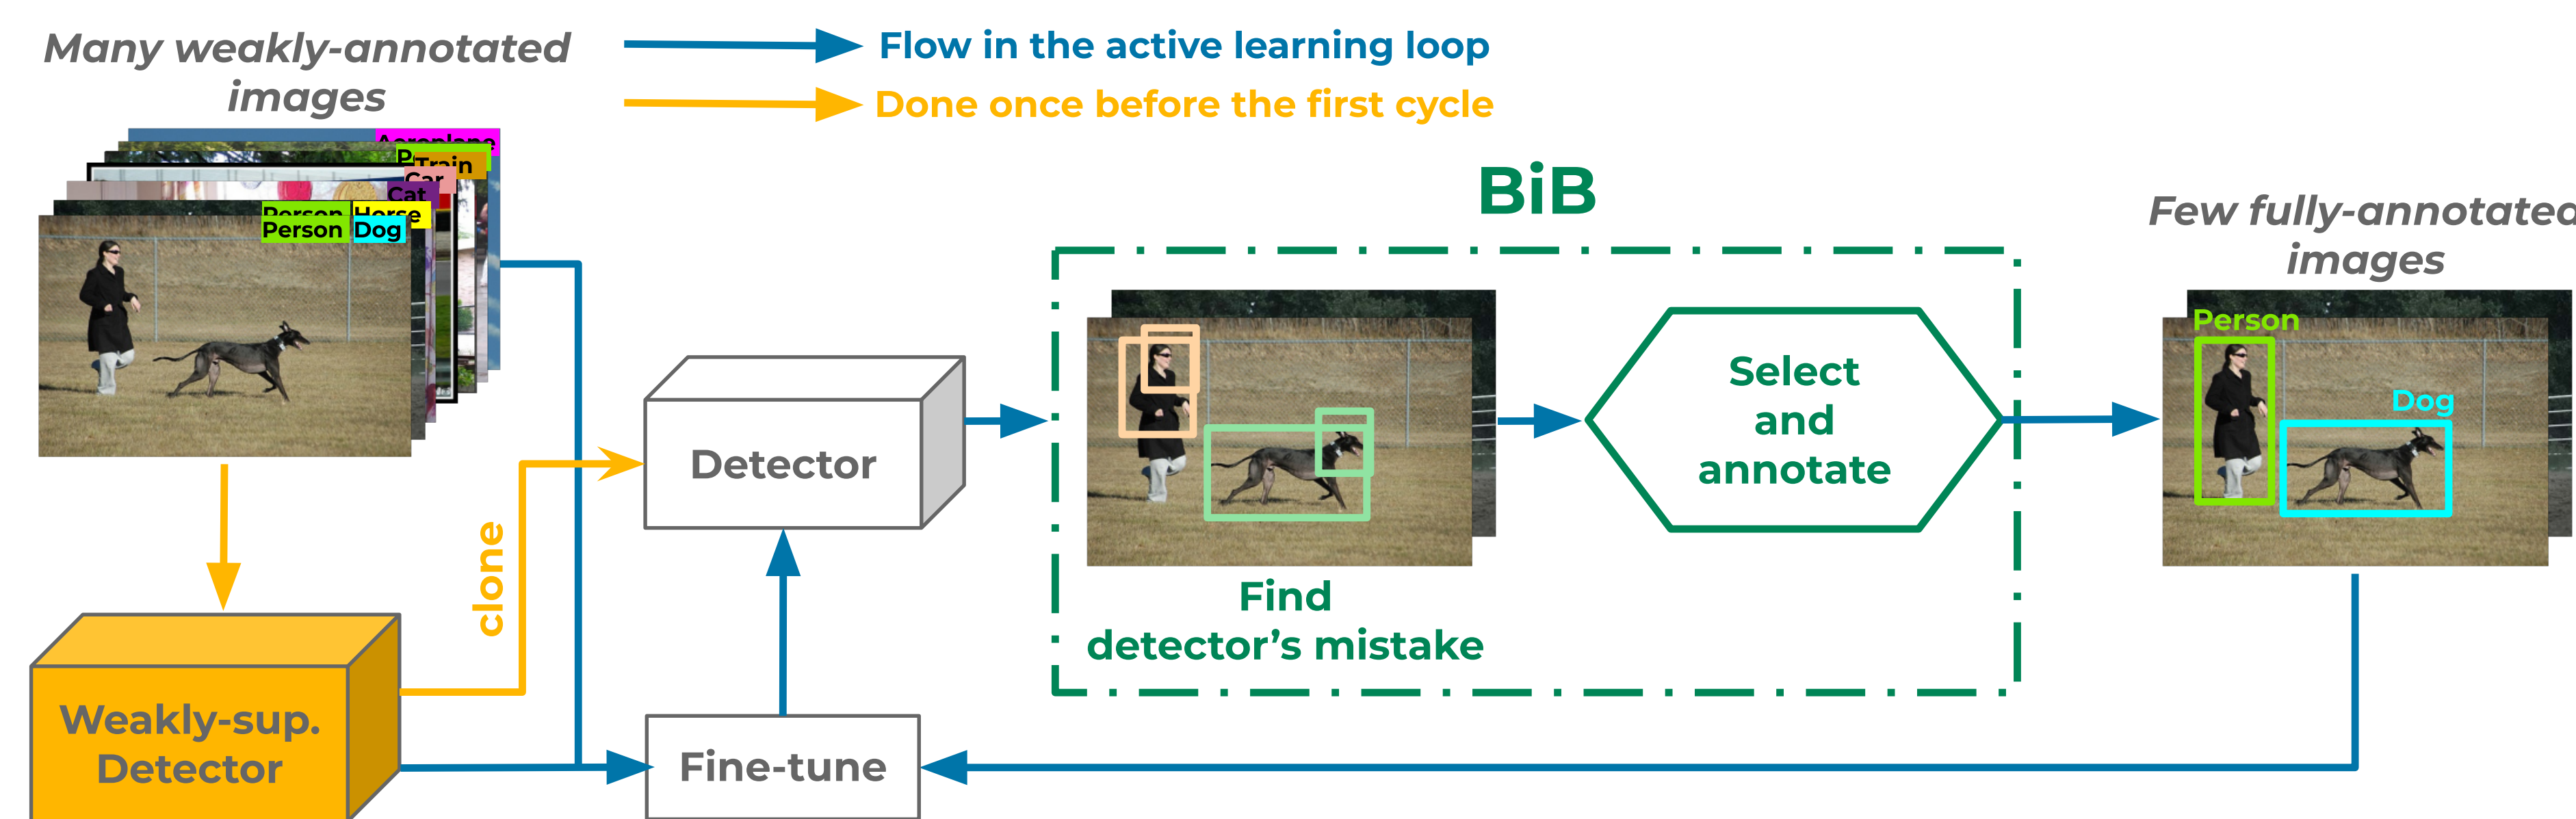 Many weakly-annotated
images
Flow in the active learning loop
Done once before the first cycle
Aeroplane
Train
Car
Cat
Person Horse
Person Dog
BiB
Few fully-annotated
images
Person
Dog
Detector
Select
and
annotate
clone
Find
detector's mistake
Weakly-sup.
Detector
Fine-tune